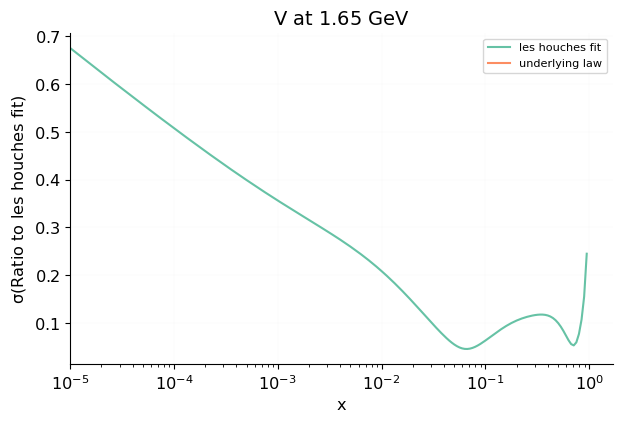 V at 1.65 GeV
les houches fit
underlying law
σ(Ratio to les houches fit)
0.7
0.6
0.5
0.4
0.3
0.2
0.1
10⁻⁵ 10⁻⁴ 10⁻³ 10⁻² 10⁻¹ 10⁰
x